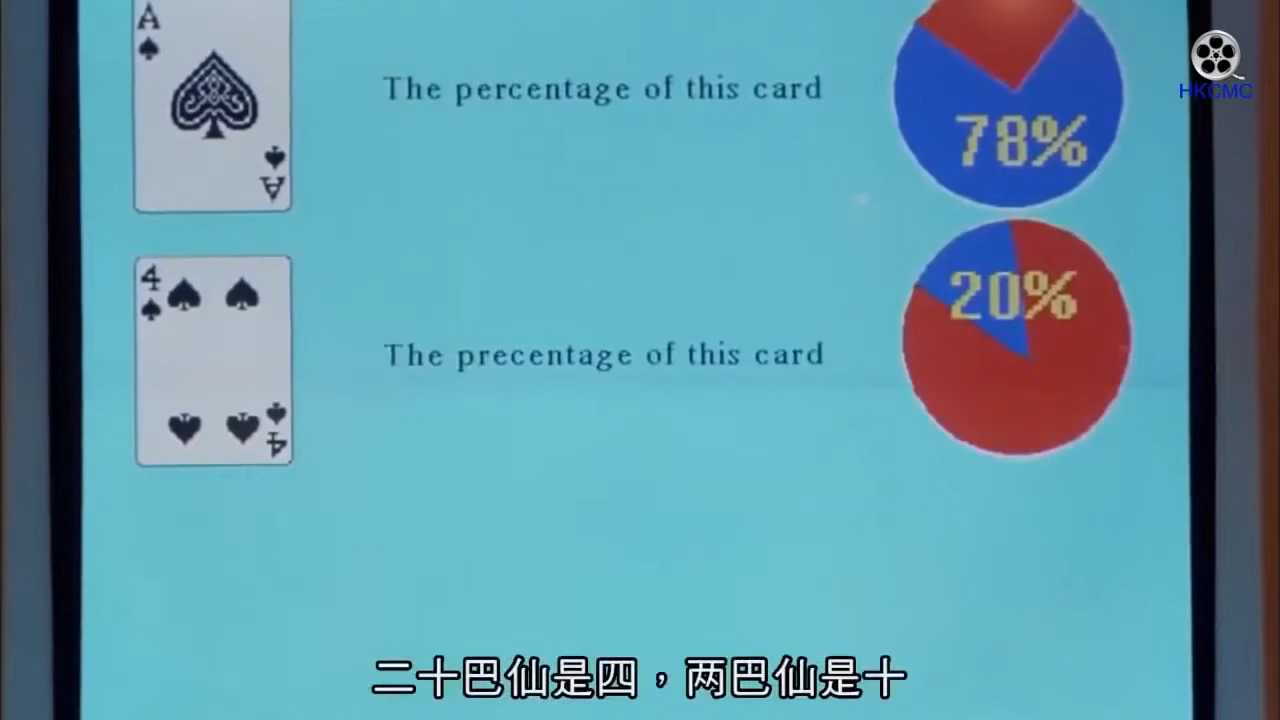 A
The percentage of this card
78%
A
HKCMC
4
The precentage of this card
20%
4
二十巴仙是四，两巴仙是十